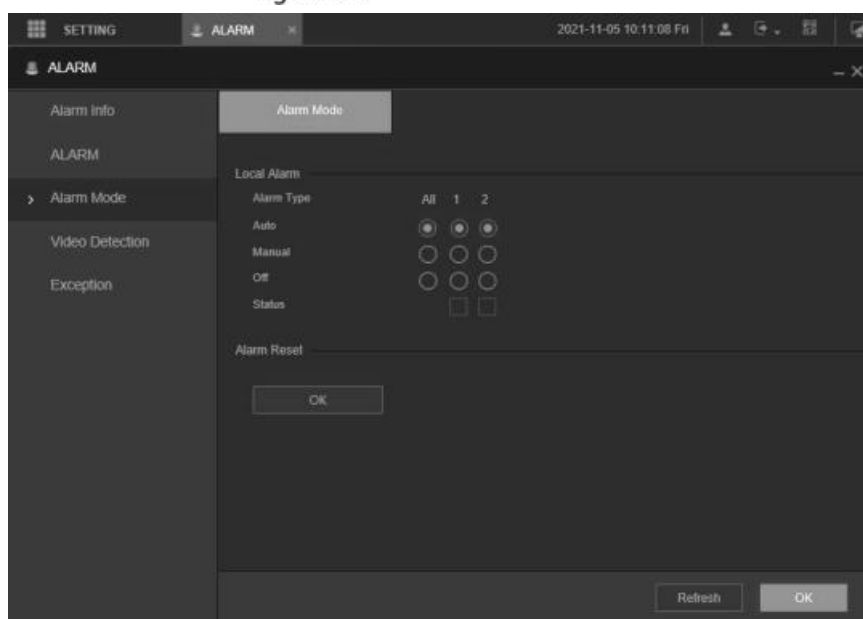 SETTING ALARM × 2021-11-05 10:11:08 Fri
ALARM
Alarm Info
ALARM
Alarm Mode
Video Detection
Exception
Alarm Mode
Local Alarm
Alarm Type All 1 2
Auto
Manual
Off
Status
Alarm Reset
OK
Refresh OK